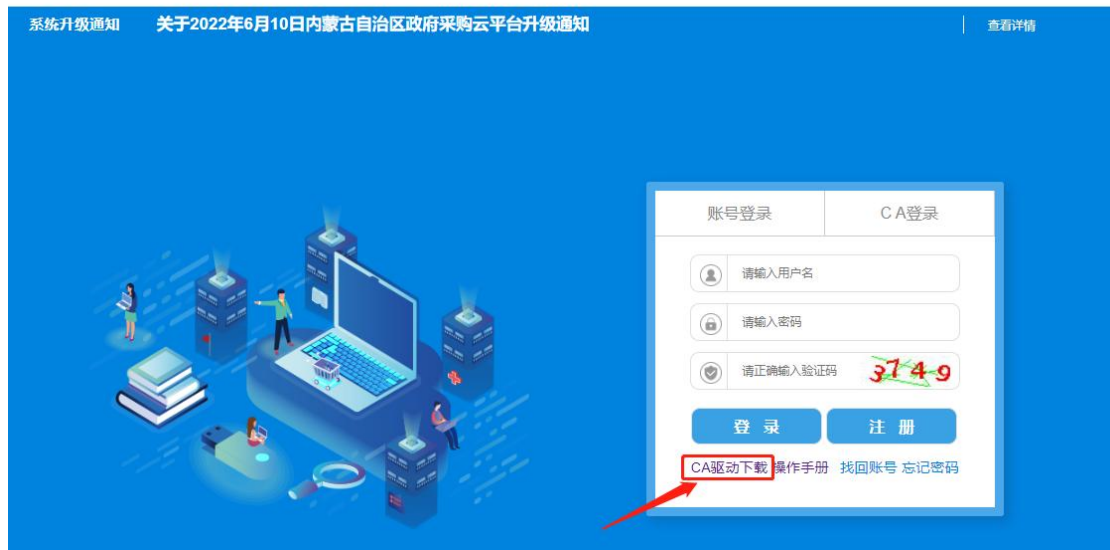 系统升级通知 关于2022年6月10日内蒙古自治区政府采购云平台升级通知 查看详情
账号登录 CA登录
请输入用户名
请输入密码
请正确输入验证码 3749
登录 注册
CA驱动下载 操作手册 找回账号 忘记密码